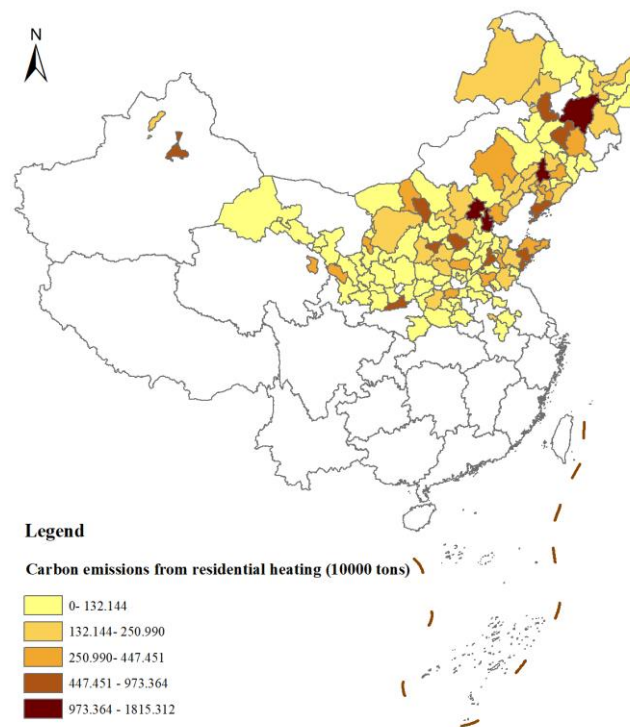 N
Legend
Carbon emissions from residential heating (10000 tons)
0- 132.144
132.144- 250.990
250.990- 447.451
447.451 - 973.364
973.364 - 1815.312